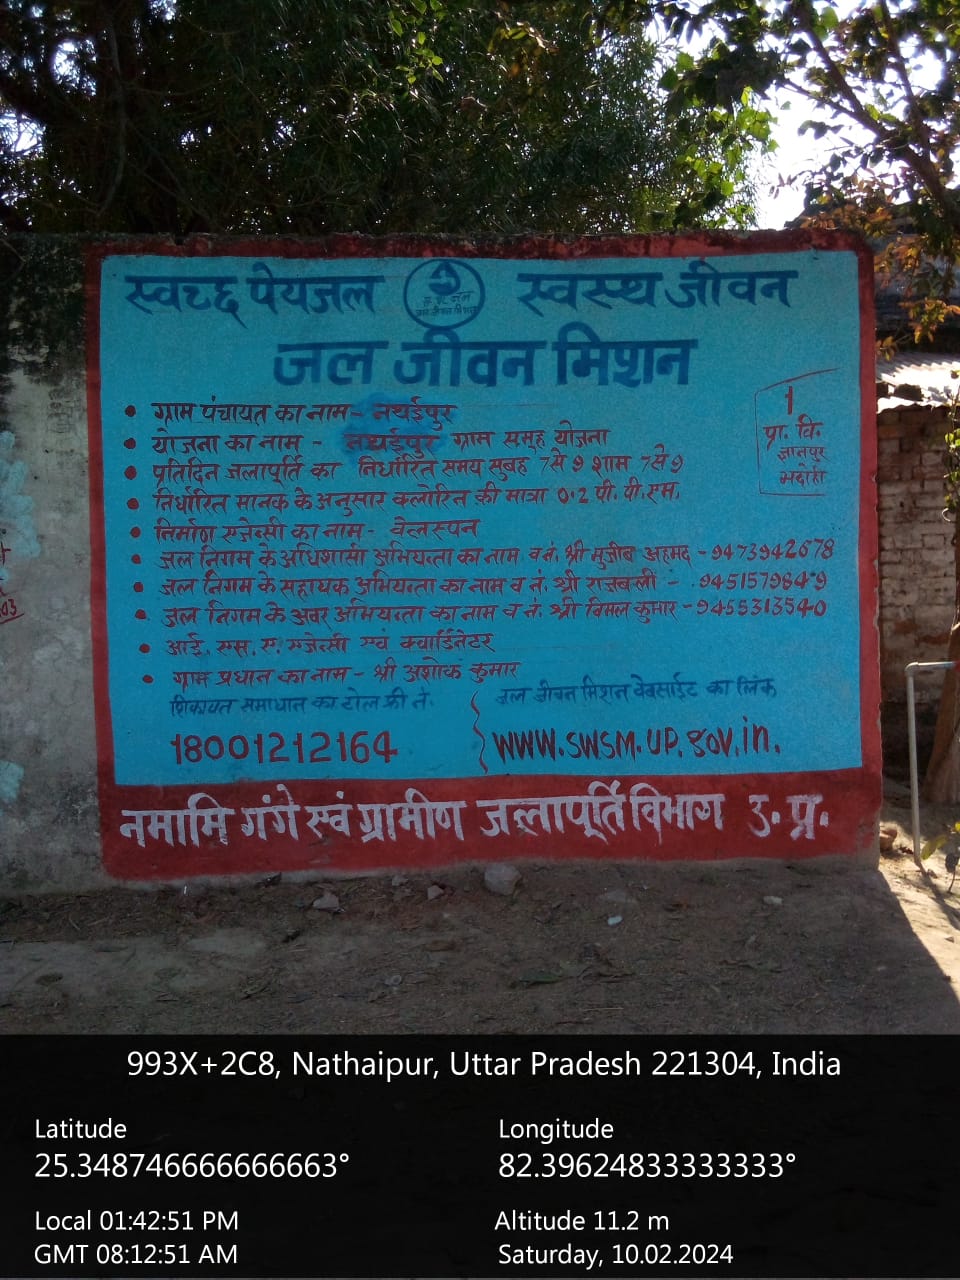 स्वच्छ पेयजल स्वस्थ जीवन
जल जीवन मिशन
जल जीवन मिशन
• ग्राम पंचायत का नाम - नथईपुर
• योजना का नाम - नथईपुर ग्राम समूह योजना
• प्रतिदिन जलापूर्ति का निर्धारित समय सुबह 7 से 9 शाम 7 से 9
• निर्धारित मानक के अनुसार क्लोरिन की मात्रा 0.2 पी. पी. एम.
• निर्माण एजेन्सी का नाम - वेलस्पन
• जल निगम के अधिशासी अभियन्ता का नाम व नं. श्री मुजीब अहमद - 9473942678
• जल निगम के सहायक अभियन्ता का नाम व नं. श्री राजबली - 9451579849
• जल निगम के अवर अभियन्ता का नाम व नं. श्री विमल कुमार - 9455313540
• आई. एस. ए. एजेन्सी एवं क्वार्डिनेटर
• ग्राम प्रधान का नाम - श्री अशोक कुमार
1
प्रा. वि.
ज्ञानपुर
भदोही
शिकायत समाधान का टोल फ्री नं.
18001212164
जल जीवन मिशन वेबसाईट का लिंक
www.swsm.up.gov.in.
नमामि गंगे एवं ग्रामीण जलापूर्ति विभाग उ. प्र.
993X+2C8, Nathaipur, Uttar Pradesh 221304, India
Latitude
25.348746666666663°
Longitude
82.39624833333333°
Local 01:42:51 PM
GMT 08:12:51 AM
Altitude 11.2 m
Saturday, 10.02.2024